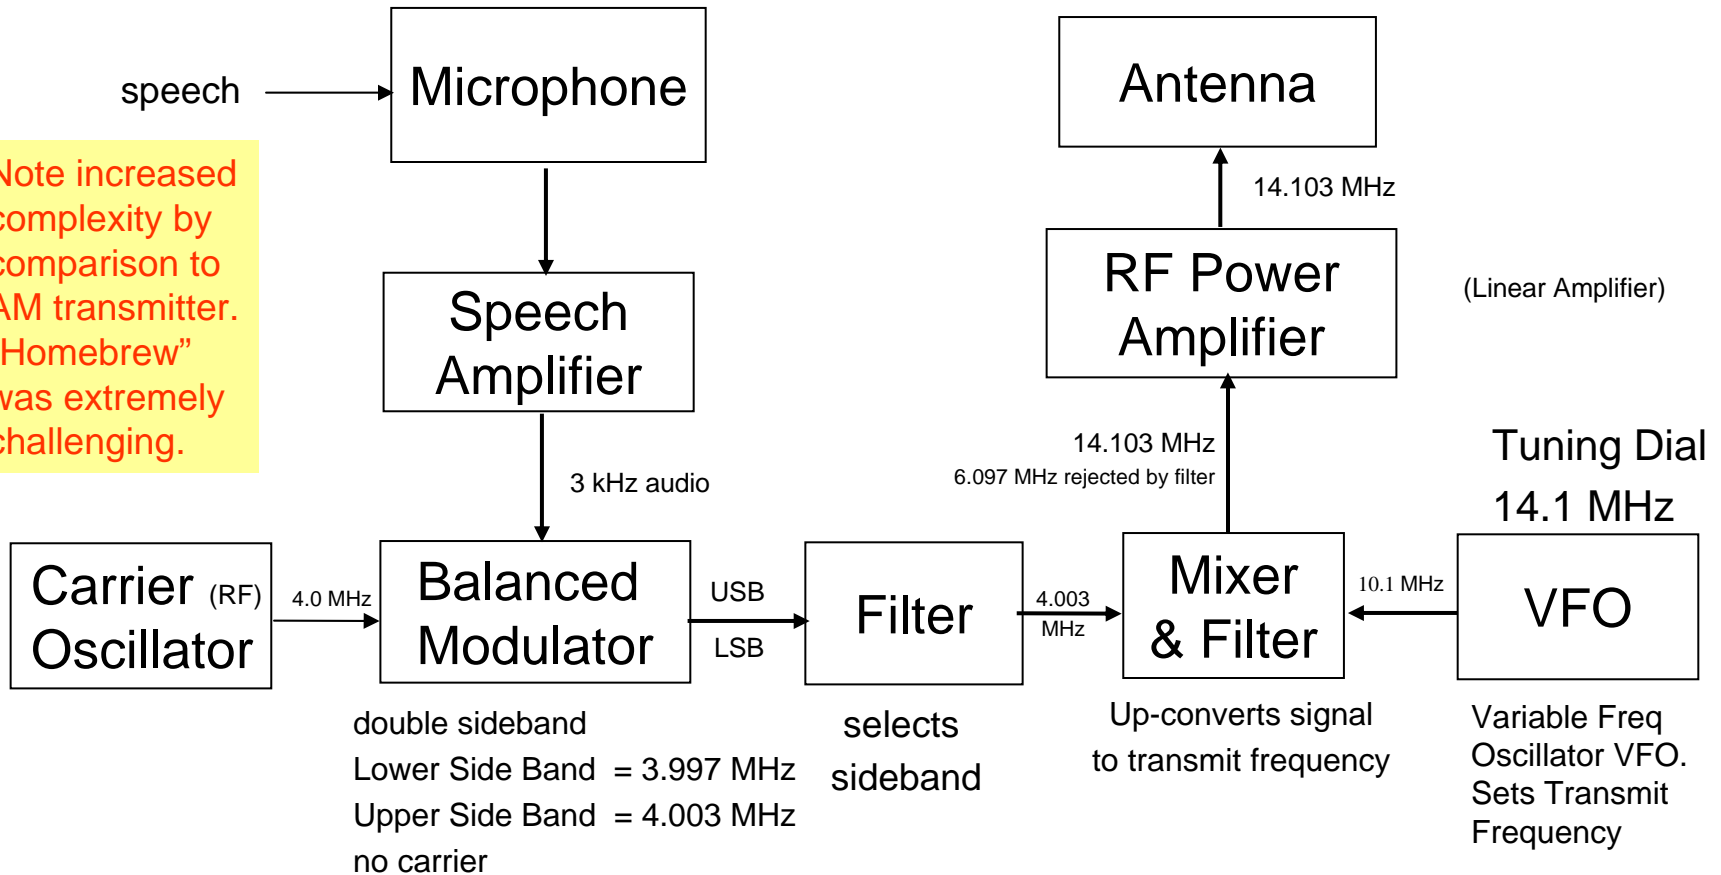 speech
Microphone
Antenna
Note increased
complexity by
comparison to
AM transmitter.
Homebrew”
was extremely
challenging.
14.103 MHz
Speech
Amplifier
RF Power
Amplifier
(Linear Amplifier)
3 kHz audio
14.103 MHz
6.097 MHz rejected by filter
Tuning Dial
14.1 MHz
Carrier (RF)
Oscillator
4.0 MHz
Balanced
Modulator
USB
LSB
Filter
4.003
MHz
Mixer
& Filter
10.1 MHz
VFO
double sideband
Lower Side Band = 3.997 MHz
Upper Side Band = 4.003 MHz
no carrier
selects
sideband
Up-converts signal
to transmit frequency
Variable Freq
Oscillator VFO.
Sets Transmit
Frequency